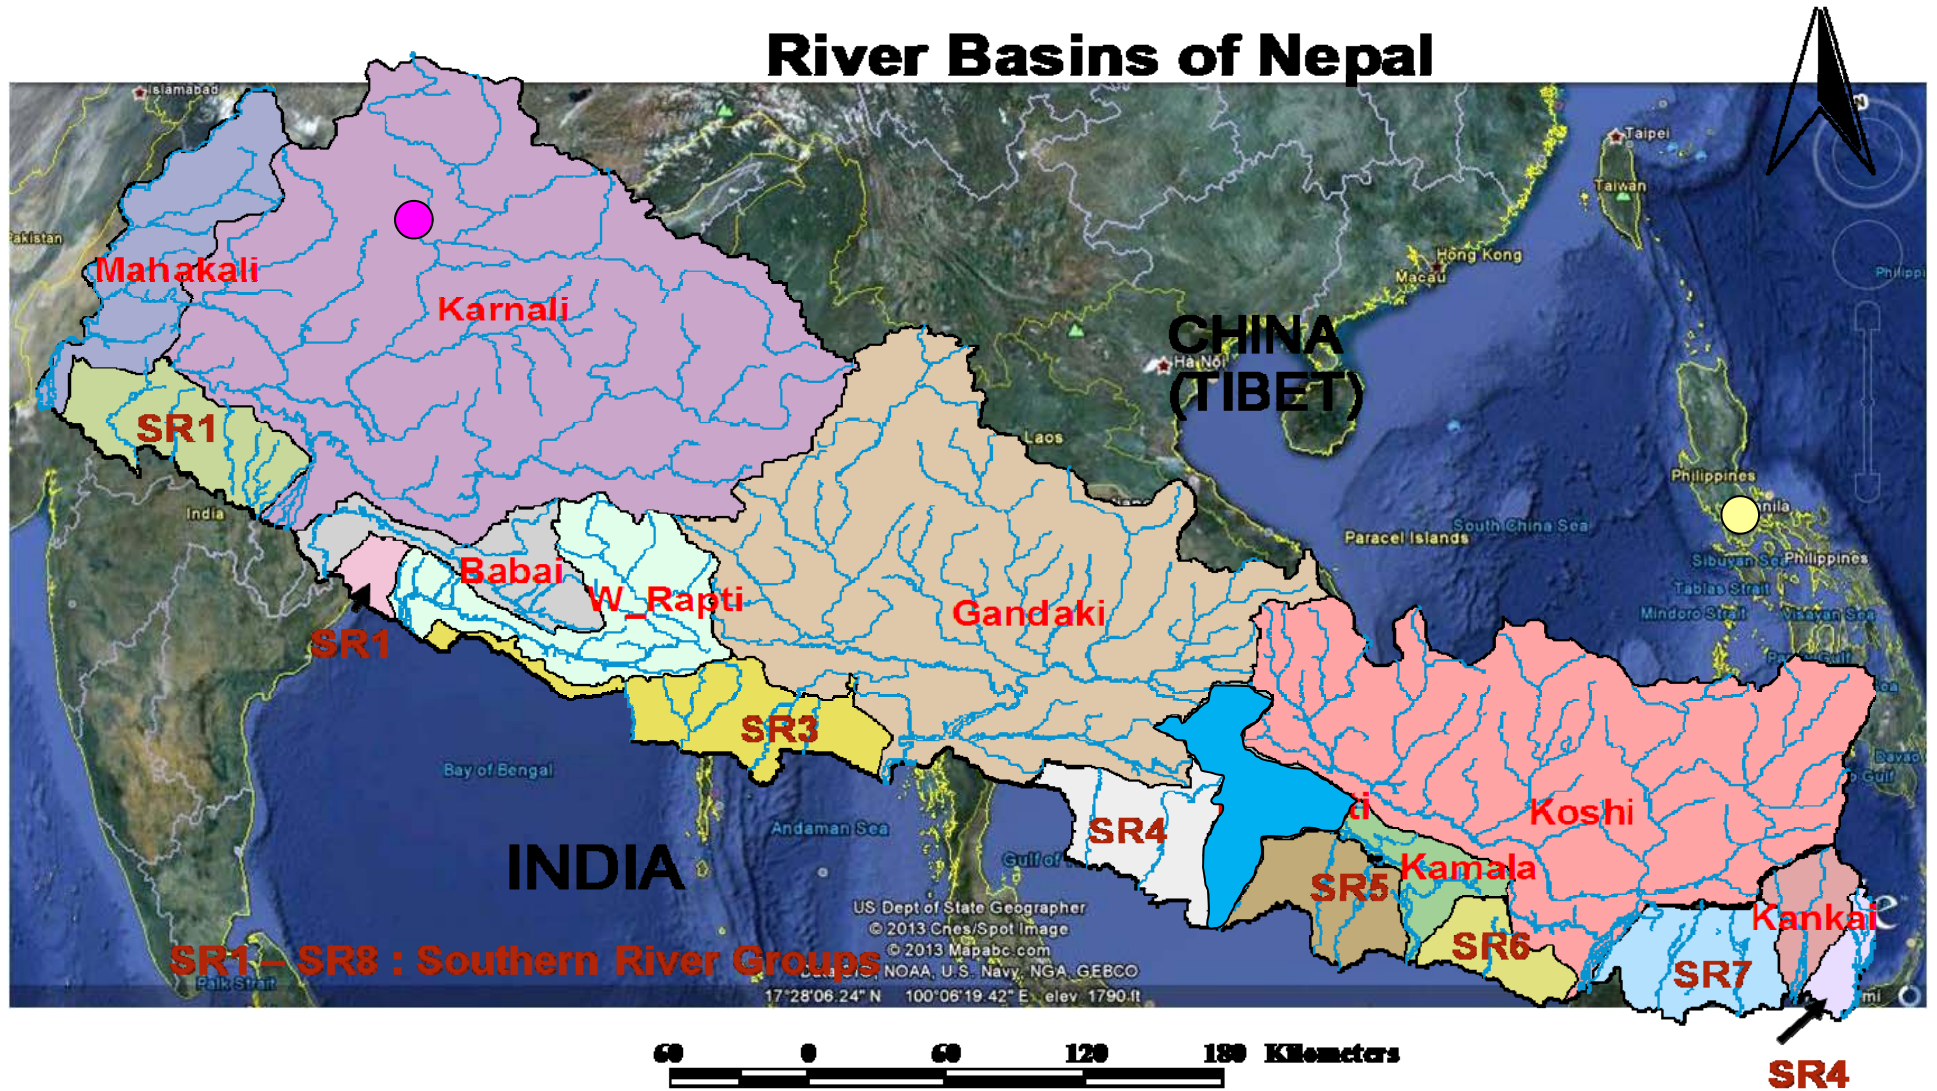 River Basins of Nepal
Islamabad
Taipei
Taiwan
Pakistan
Hong Kong
Macau
Mahakali
Karnali
CHINA
(TIBET)
Ha Nội
SR1
Laos
Philippines
India
South China Sea
Paracel Islands
Philippines
Babai
W_Rapti
Tablas Strait
Mindoro Strait
Visayan Sea
Gandaki
SR1
SR3
Bay of Bengal
Koshi
Andaman Sea
SR4
Gulf of
INDIA
Kamala
SR5
US Dept of State Geographer
© 2013 Cnes/Spot Image
© 2013 Mapabc.com
NOAA, U.S. Navy, NGA, GEBCO
Kankai
SR6
SR1 – SR8 : Southern River Groups
SR7
Palk Strait
17°28'06.24" N 100°06'19.42" E elev 1790 ft
60 0 60 120 180 Kilometers
SR4